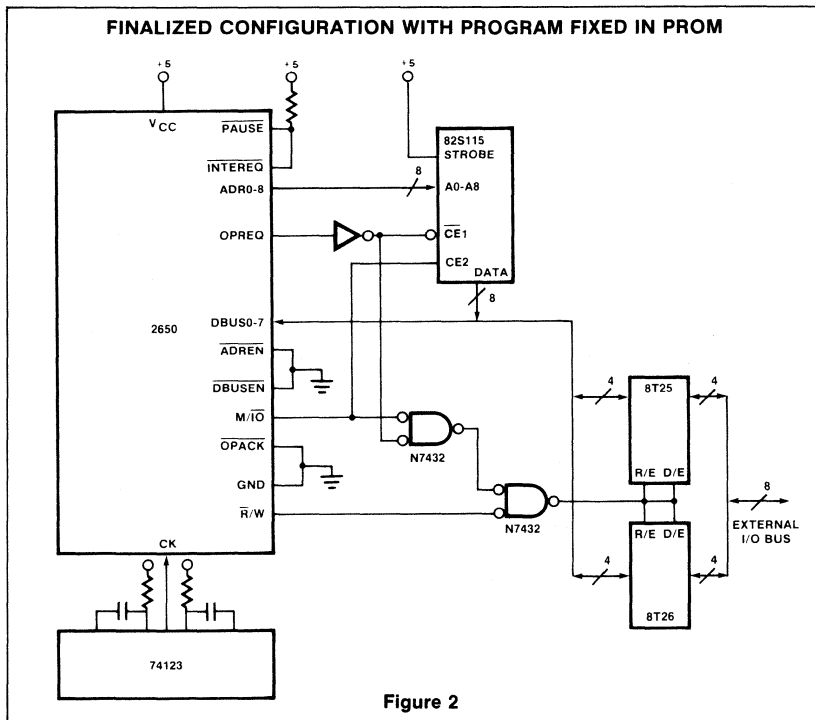 FINALIZED CONFIGURATION WITH PROGRAM FIXED IN PROM
+5
+5
+5
VCC
PAUSE
INTEREQ
ADR0-8
8
82S115
STROBE
A0-A8
OPREQ
CE1
CE2
DATA
8
2650
DBUS0-7
ADREN
DBUSEN
M/IO
N7432
OPACK
GND
R/W
N7432
4
8T25
4
R/E D/E
8
EXTERNAL
I/O BUS
R/E D/E
4
4
8T26
CK
74123
Figure 2